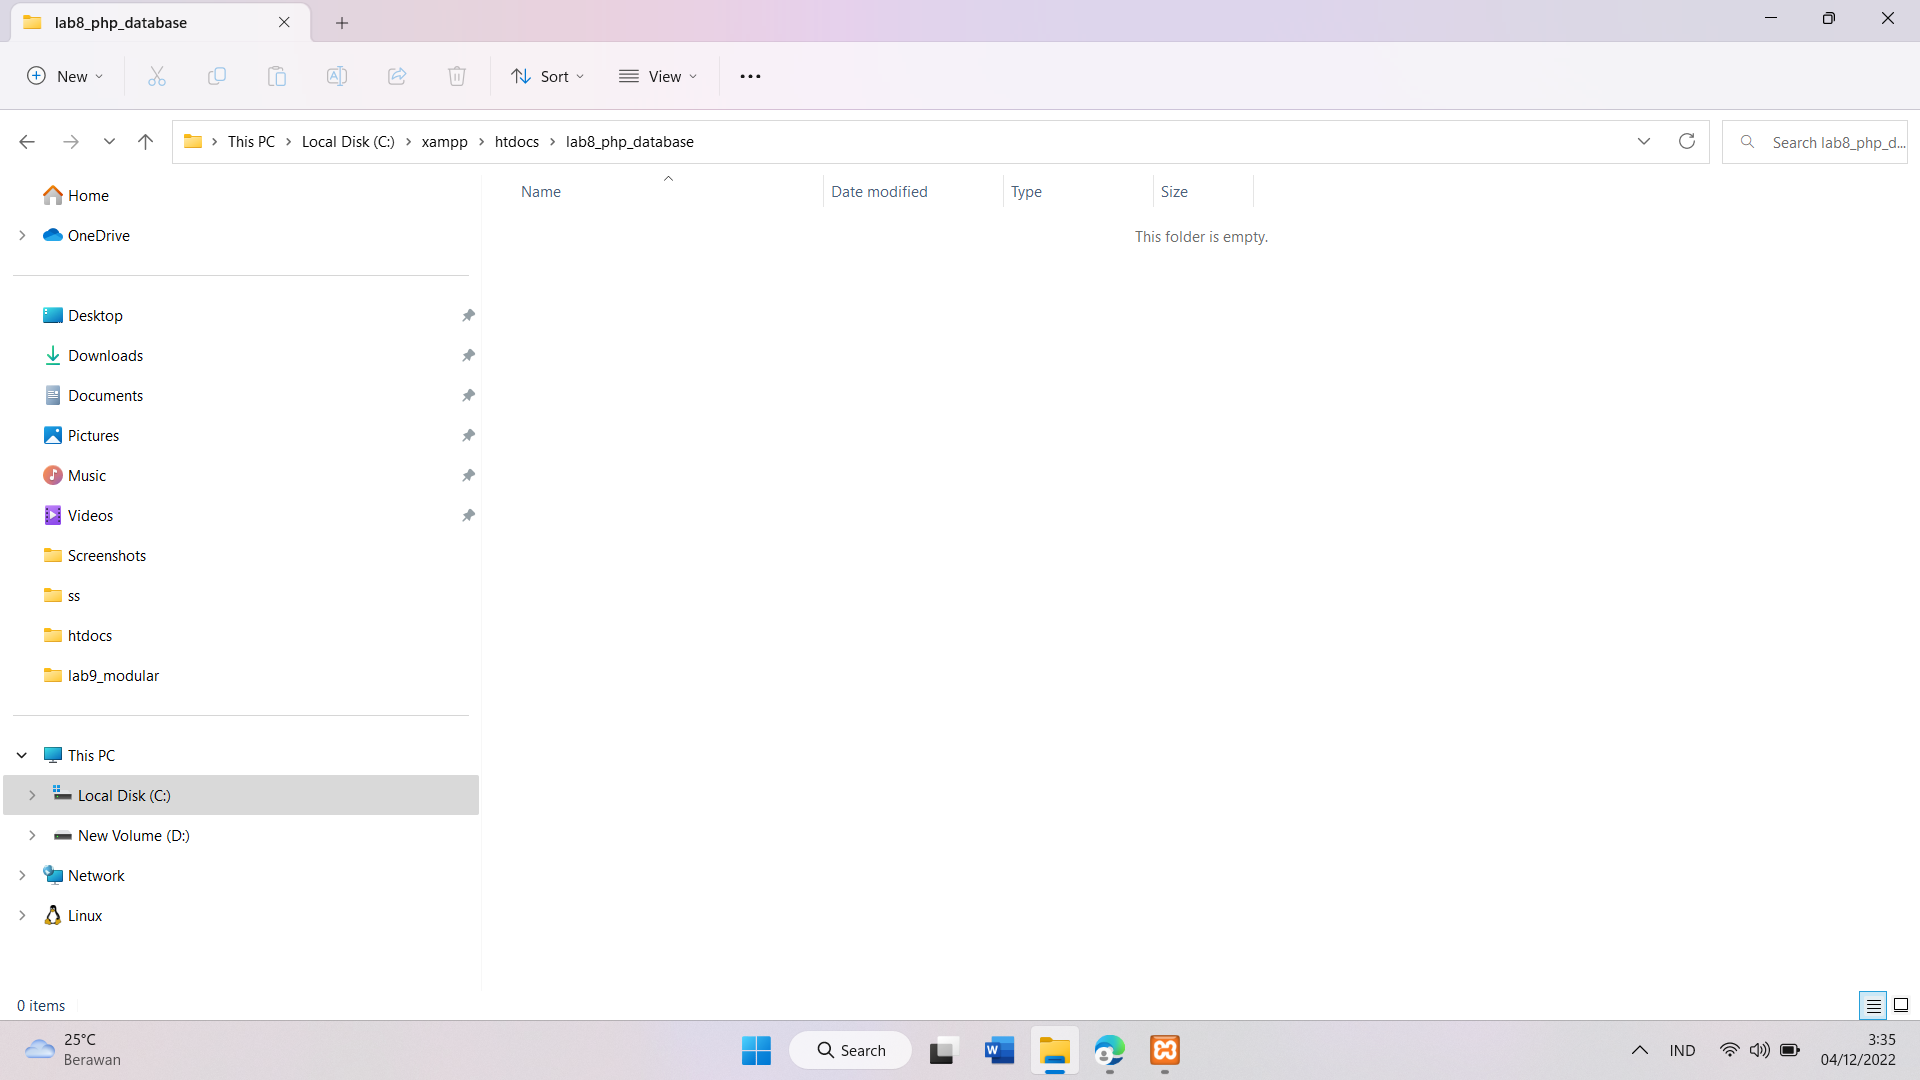 lab8_php_database
New
Sort
View
This PC
Local Disk (C:)
xampp
htdocs
lab8_php_database
Search lab8_php_d...
Home
OneDrive
Desktop
Downloads
Documents
Pictures
Music
Videos
Screenshots
ss
htdocs
lab9_modular
This PC
Local Disk (C:)
New Volume (D:)
Network
Linux
Name
Date modified
Type
Size
This folder is empty.
0 items
25°C
Berawan
Search
IND
3:35
04/12/2022